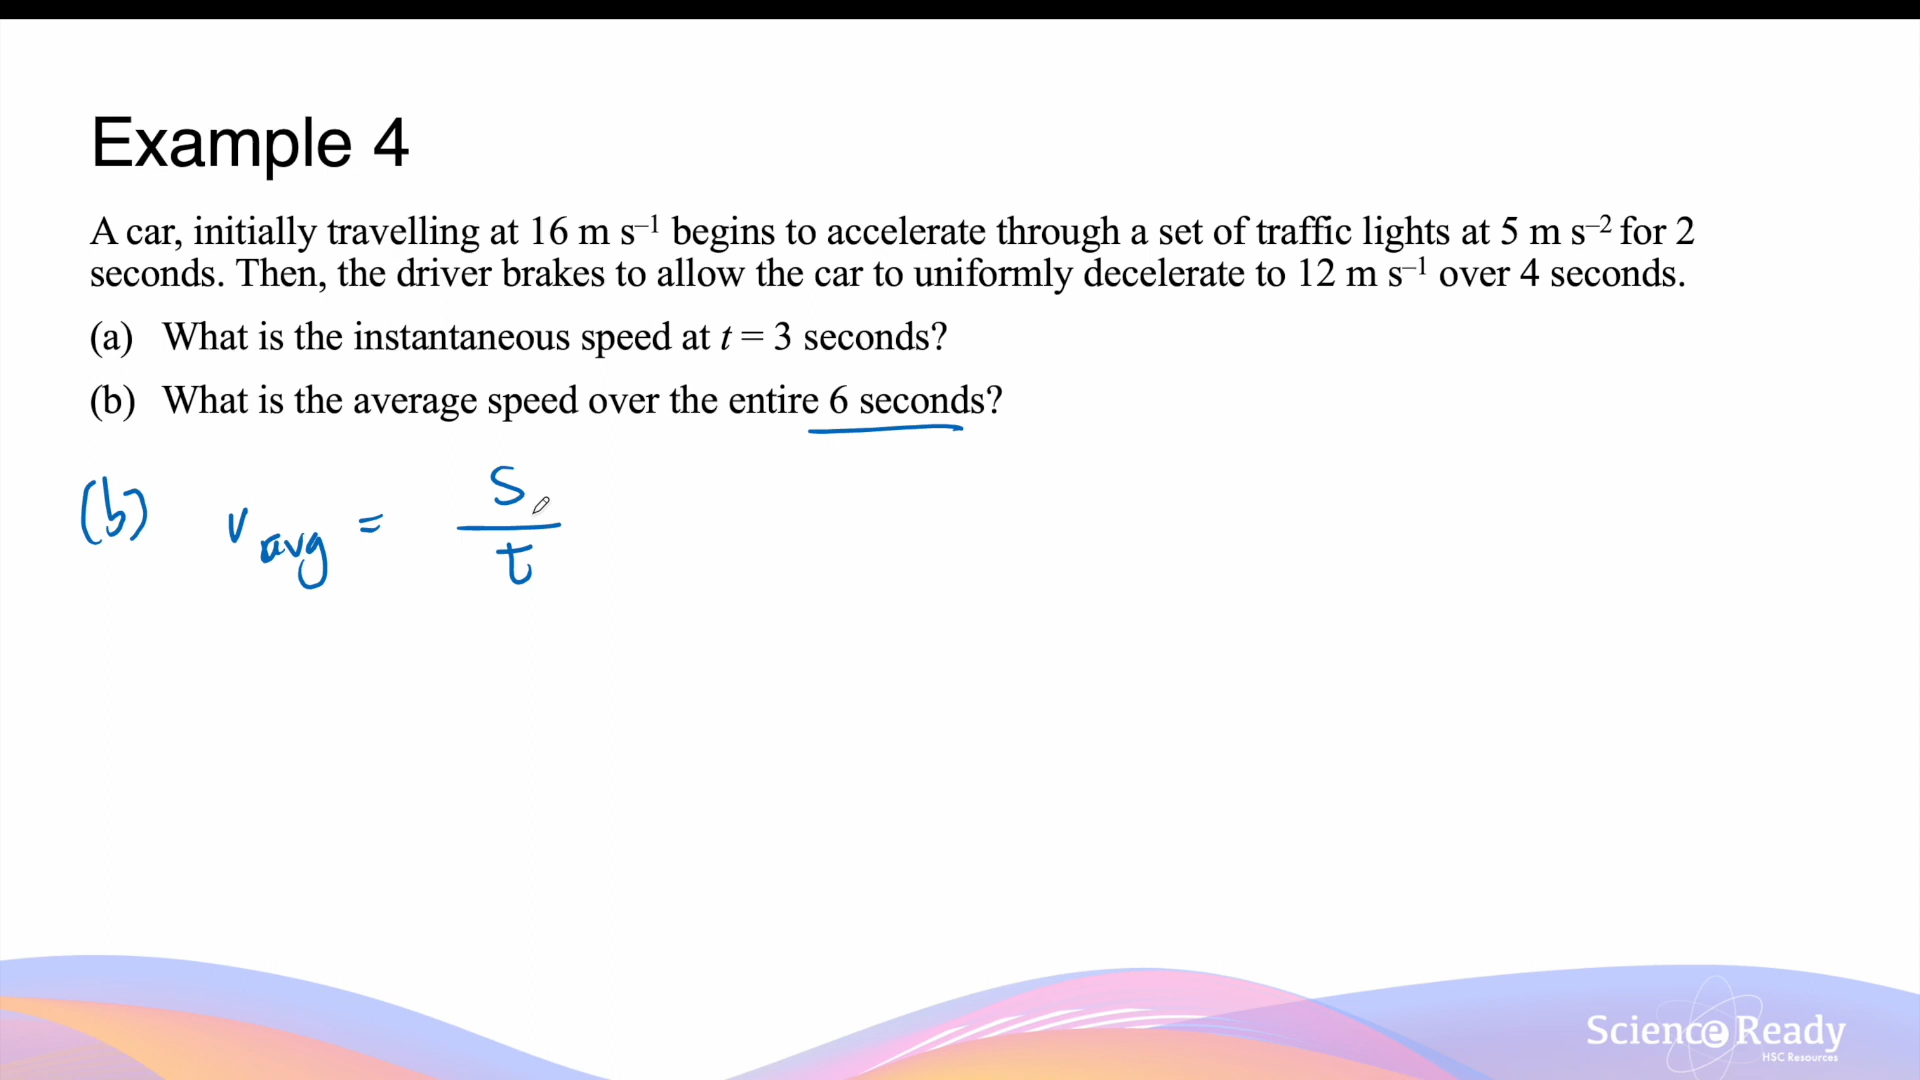 Example 4
A car, initially travelling at 16 m s⁻¹ begins to accelerate through a set of traffic lights at 5 m s⁻² for 2
seconds. Then, the driver brakes to allow the car to uniformly decelerate to 12 m s⁻¹ over 4 seconds.
(a) What is the instantaneous speed at t = 3 seconds?
(b) What is the average speed over the entire 6 seconds?
(b) v avg = s / t
Science Ready
HSC Resources